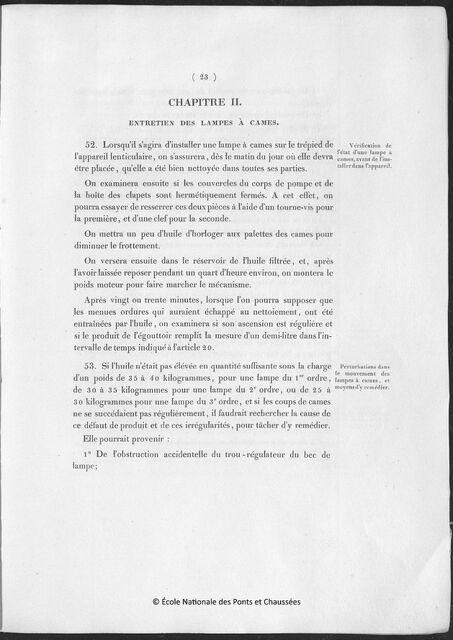 ( 23 )
CHAPITRE II.
ENTRETIEN DES LAMPES À CAMES.
52. Lorsqu'il s'agira d'installer une lampe à cames sur le trépied de
l'appareil lenticulaire, on s'assurera, dès le matin du jour où elle devra
être placée, qu'elle a été bien nettoyée dans toutes ses parties.
Vérification de
l'état d'une lampe à
cames, avant de l'ins-
taller dans l'appareil.
On examinera ensuite si les couvercles du corps de pompe et de
la boîte des clapets sont hermétiquement fermés. A cet effet, on
pourra essayer de resserrer ces deux pièces à l'aide d'un tourne-vis pour
la première, et d'une clef pour la seconde.
On mettra un peu d'huile d'horloger aux palettes des cames pour
diminuer le frottement.
On versera ensuite dans le réservoir de l'huile filtrée, et, après
l'avoir laissée reposer pendant un quart d'heure environ, on montera le
poids moteur pour faire marcher le mécanisme.
Après vingt ou trente minutes, lorsque l'on pourra supposer que
les menues ordures qui auraient échappé au nettoiement, ont été
entraînées par l'huile, on examinera si son ascension est régulière et
si le produit de l'égouttoir remplit la mesure d'un demi-litre dans l'in-
tervalle de temps indiqué à l'article 20.
53. Si l'huile n'était pas élevée en quantité suffisante sous la charge
d'un poids de 35 à 40 kilogrammes, pour une lampe du 1er ordre,
de 30 à 35 kilogrammes pour une lampe du 2e ordre, ou de 25 à
30 kilogrammes pour une lampe du 3e ordre, et si les coups de cames
ne se succédaient pas régulièrement, il faudrait rechercher la cause de
ce défaut de produit et de ces irrégularités, pour tâcher d'y remédier.
Perturbations dans
le mouvement des
lampes à cames, et
moyens d'y remédier.
Elle pourrait provenir :
1° De l'obstruction accidentelle du trou-régulateur du bec de
lampe;
© École Nationale des Ponts et Chaussées